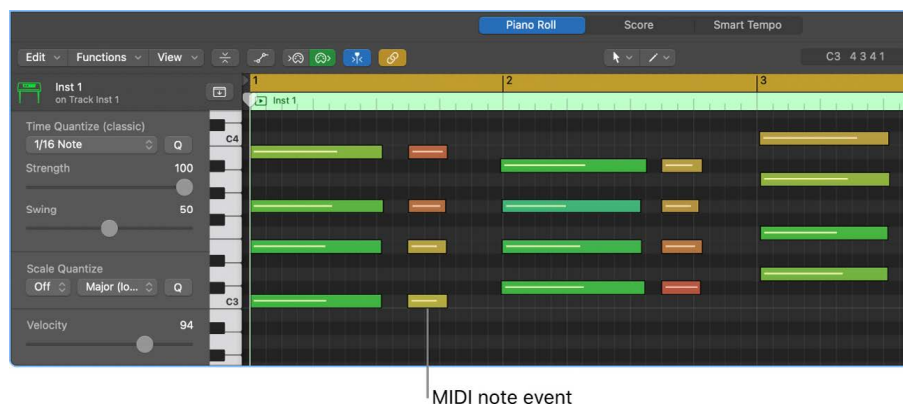 Piano Roll Score Smart Tempo
Edit Functions View C3 4 3 4 1
Inst 1
on Track Inst 1
1 2 3
Inst 1
Time Quantize (classic)
1/16 Note Q
C4
Strength 100
Swing 50
Scale Quantize
Off Major (lo... Q
C3
Velocity 94
MIDI note event